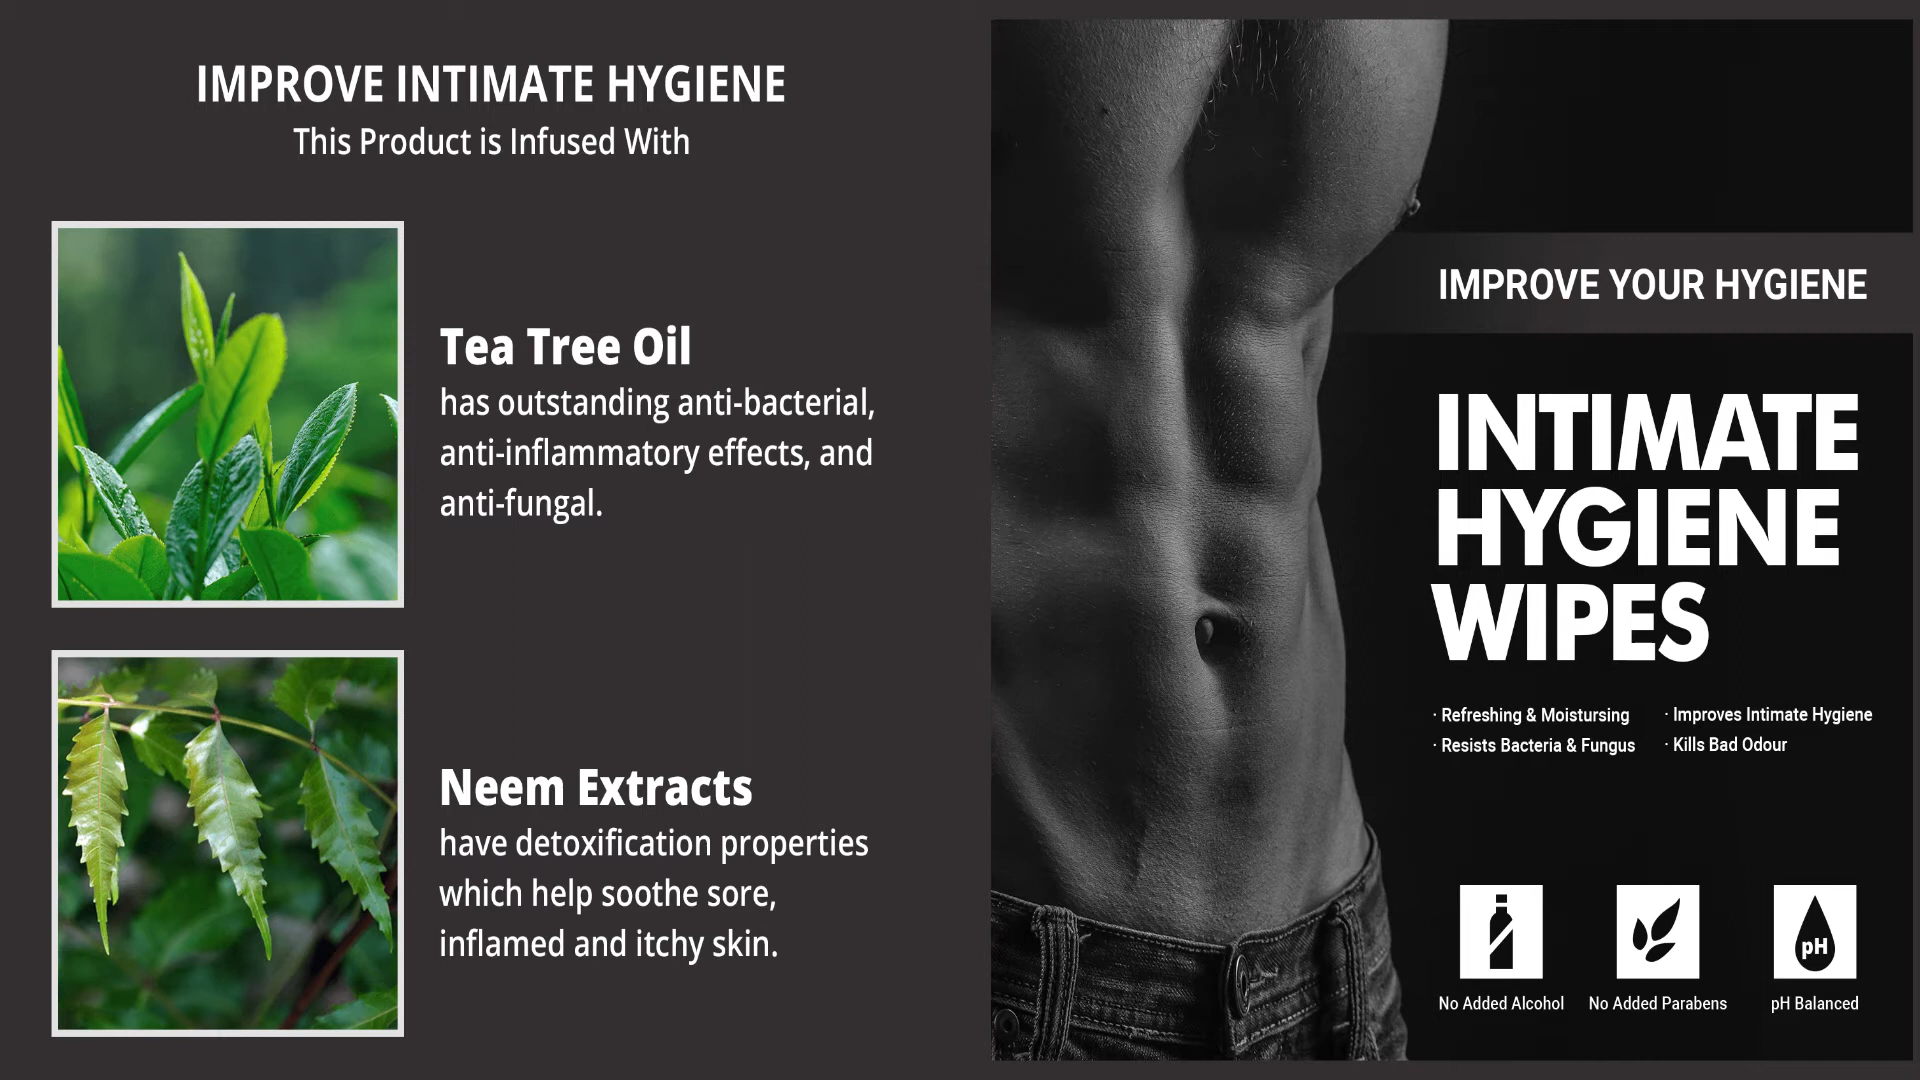 IMPROVE INTIMATE HYGIENE
This Product is Infused With
Tea Tree Oil
has outstanding anti-bacterial,
anti-inflammatory effects, and
anti-fungal.
Neem Extracts
have detoxification properties
which help soothe sore,
inflamed and itchy skin.
IMPROVE YOUR HYGIENE
INTIMATE
HYGIENE
WIPES
· Refreshing & Moistursing
· Improves Intimate Hygiene
· Resists Bacteria & Fungus
· Kills Bad Odour
pH
No Added Alcohol
No Added Parabens
pH Balanced